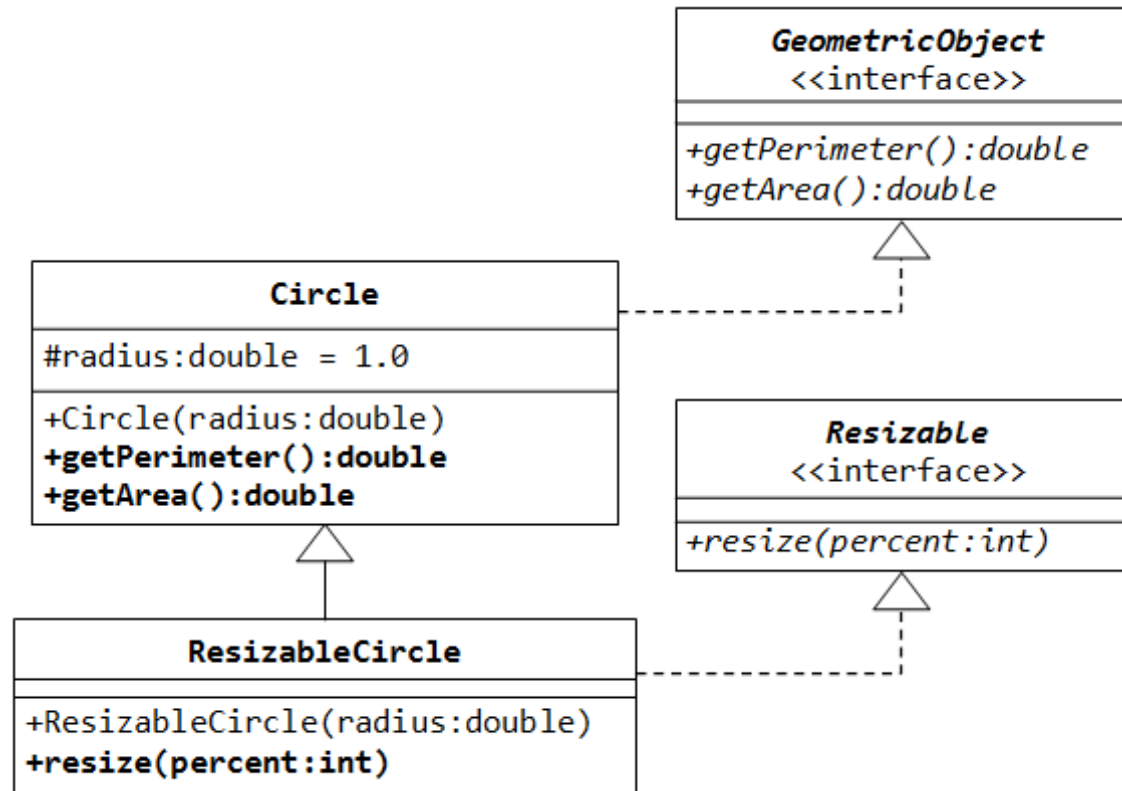 GeometricObject
<<interface>>
+getPerimeter():double
+getArea():double
Circle
#radius:double = 1.0
+Circle(radius:double)
+getPerimeter():double
+getArea():double
Resizable
<<interface>>
+resize(percent:int)
ResizableCircle
+ResizableCircle(radius:double)
+resize(percent:int)